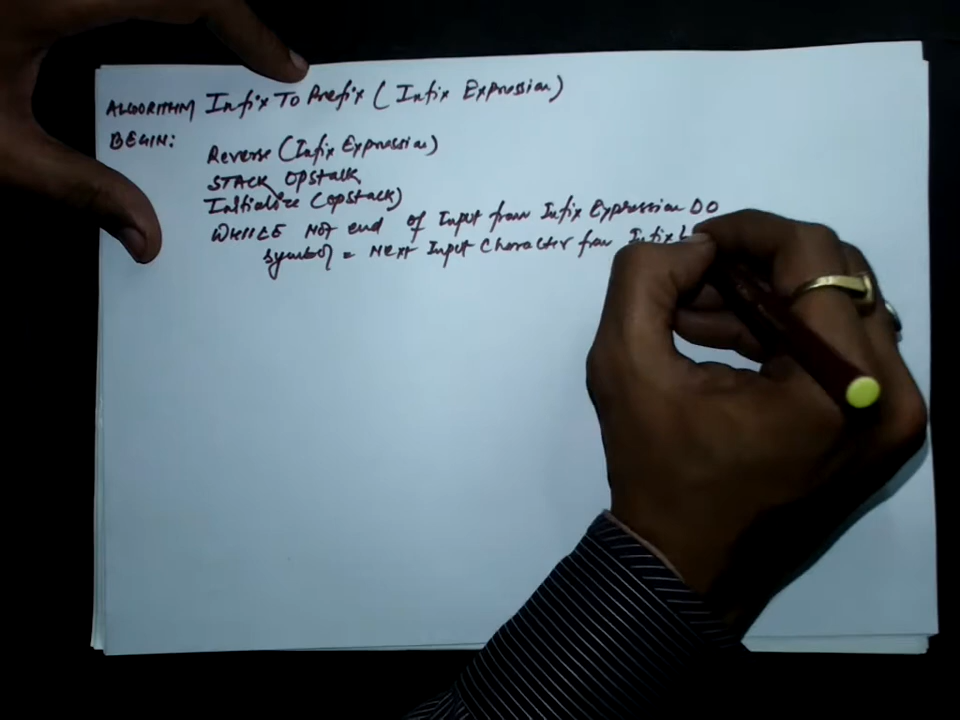 ALGORITHM Infix To Prefix ( Infix Expression )
BEGIN:
Reverse ( Infix Expression )
STACK OpStack
Initialize ( OpStack )
WHILE Not end of Input from Infix Expression DO
Symbol = Next Input Character from Infix